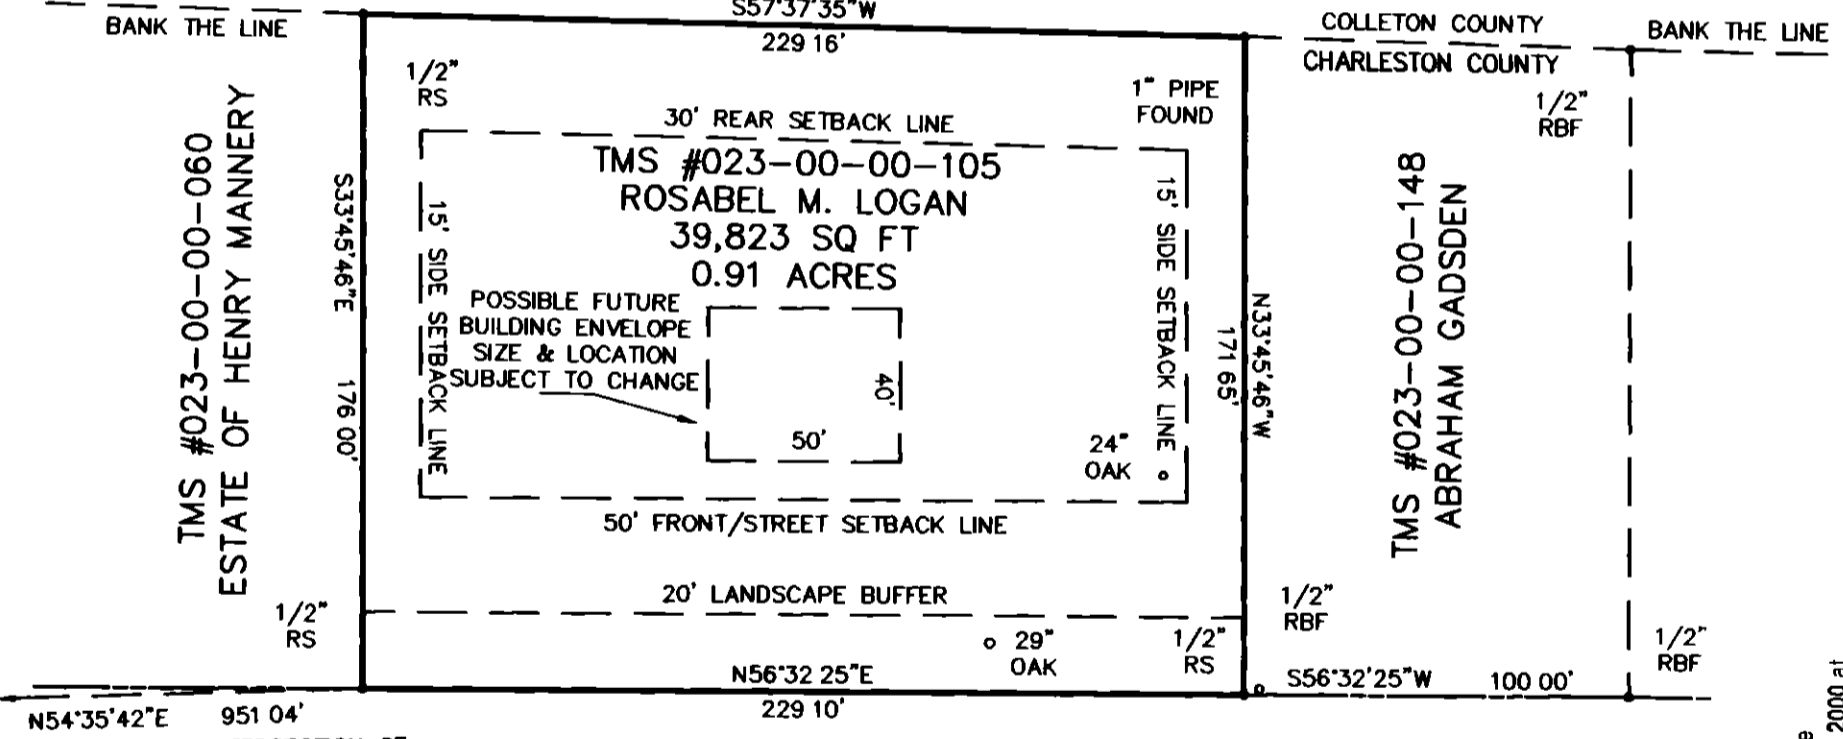 S57°37'35"W
229 16'
BANK THE LINE
COLLETON COUNTY
CHARLESTON COUNTY
BANK THE LINE
1/2"
RS
1" PIPE
FOUND
1/2"
RBF
30' REAR SETBACK LINE
TMS #023-00-00-105
ROSABEL M. LOGAN
39,823 SQ FT
0.91 ACRES
TMS #023-00-00-060
ESTATE OF HENRY MANNERY
S33°45'46"E
176 00'
15' SIDE SETBACK LINE
POSSIBLE FUTURE
BUILDING ENVELOPE
SIZE & LOCATION
SUBJECT TO CHANGE
40'
50'
15' SIDE SETBACK LINE
N33°45'46"W
171 65'
TMS #023-00-00-148
ABRAHAM GADSDEN
24"
OAK
50' FRONT/STREET SETBACK LINE
20' LANDSCAPE BUFFER
1/2"
RS
29"
OAK
1/2"
RS
1/2"
RBF
1/2"
RBF
N56°32 25"E
229 10'
S56°32'25"W 100 00'
N54°35'42"E 951 04'
2000 at